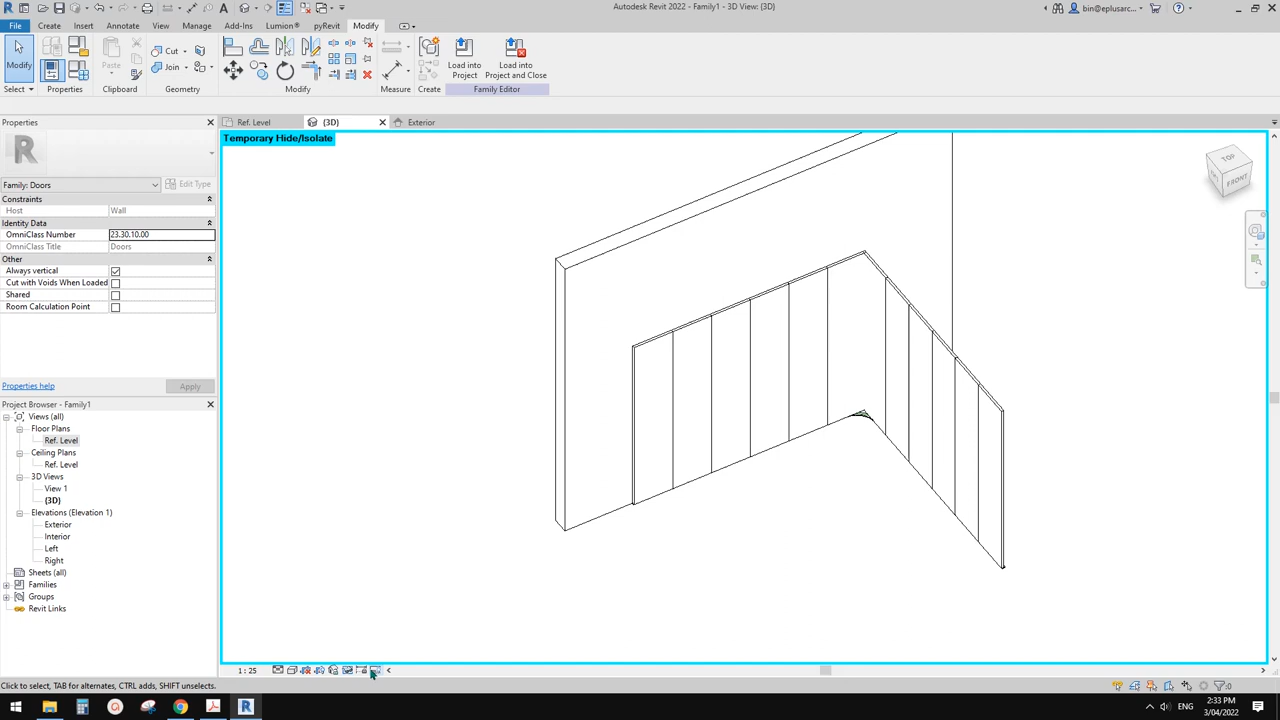 Autodesk Revit 2022 - Family1 - 3D View: {3D}
bin@eplusarc...
File Create Insert Annotate View Manage Add-Ins Lumion® pyRevit Modify
Cut
Join
Modify
Paste
Load into
Project
Load into
Project and Close
Select Properties Clipboard Geometry Modify Measure Create Family Editor
Properties
Ref. Level
{3D}
Exterior
Temporary Hide/Isolate
TOP
FRONT
Family: Doors
Edit Type
Constraints
Host Wall
Identity Data
OmniClass Number 23.30.10.00
OmniClass Title Doors
Other
Always vertical
Cut with Voids When Loaded
Shared
Room Calculation Point
Properties help
Apply
Project Browser - Family1
Views (all)
Floor Plans
Ref. Level
Ceiling Plans
Ref. Level
3D Views
View 1
{3D}
Elevations (Elevation 1)
Exterior
Interior
Left
Right
Sheets (all)
Families
Groups
Revit Links
1 : 25
Click to select, TAB for alternates, CTRL adds, SHIFT unselects.
:0
ENG
2:33 PM
3/04/2022